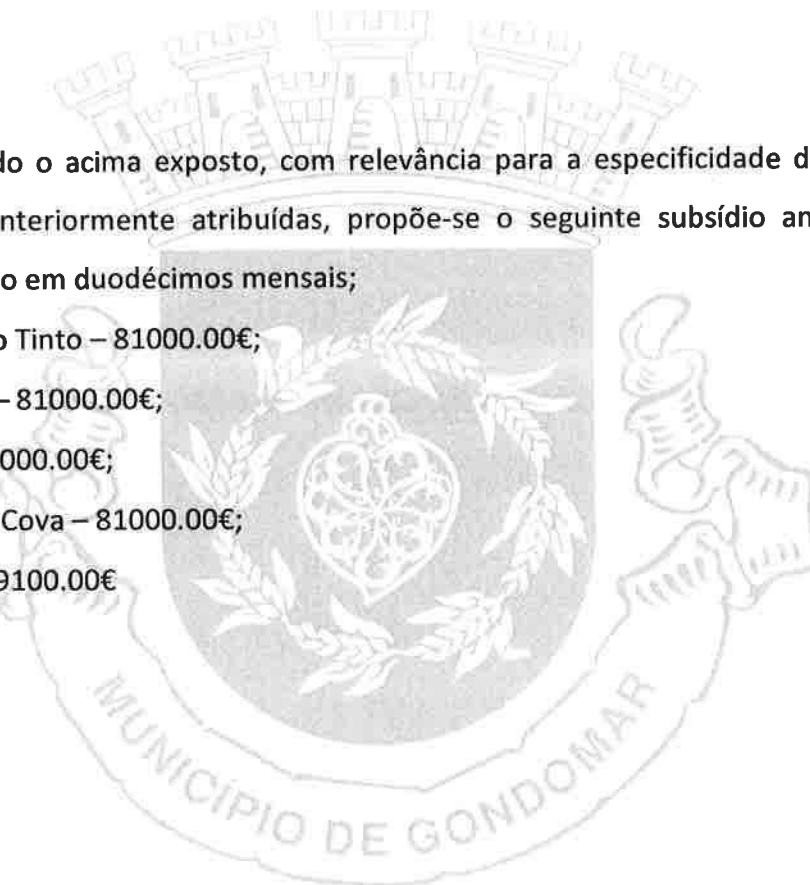 do o acima exposto, com relevância para a especificidade d
nteriormente atribuídas, propõe-se o seguinte subsídio an
o em duodécimos mensais;
o Tinto – 81000.00€;
– 81000.00€;
000.00€;
Cova – 81000.00€;
9100.00€
MUNICÍPIO DE GONDOMAR